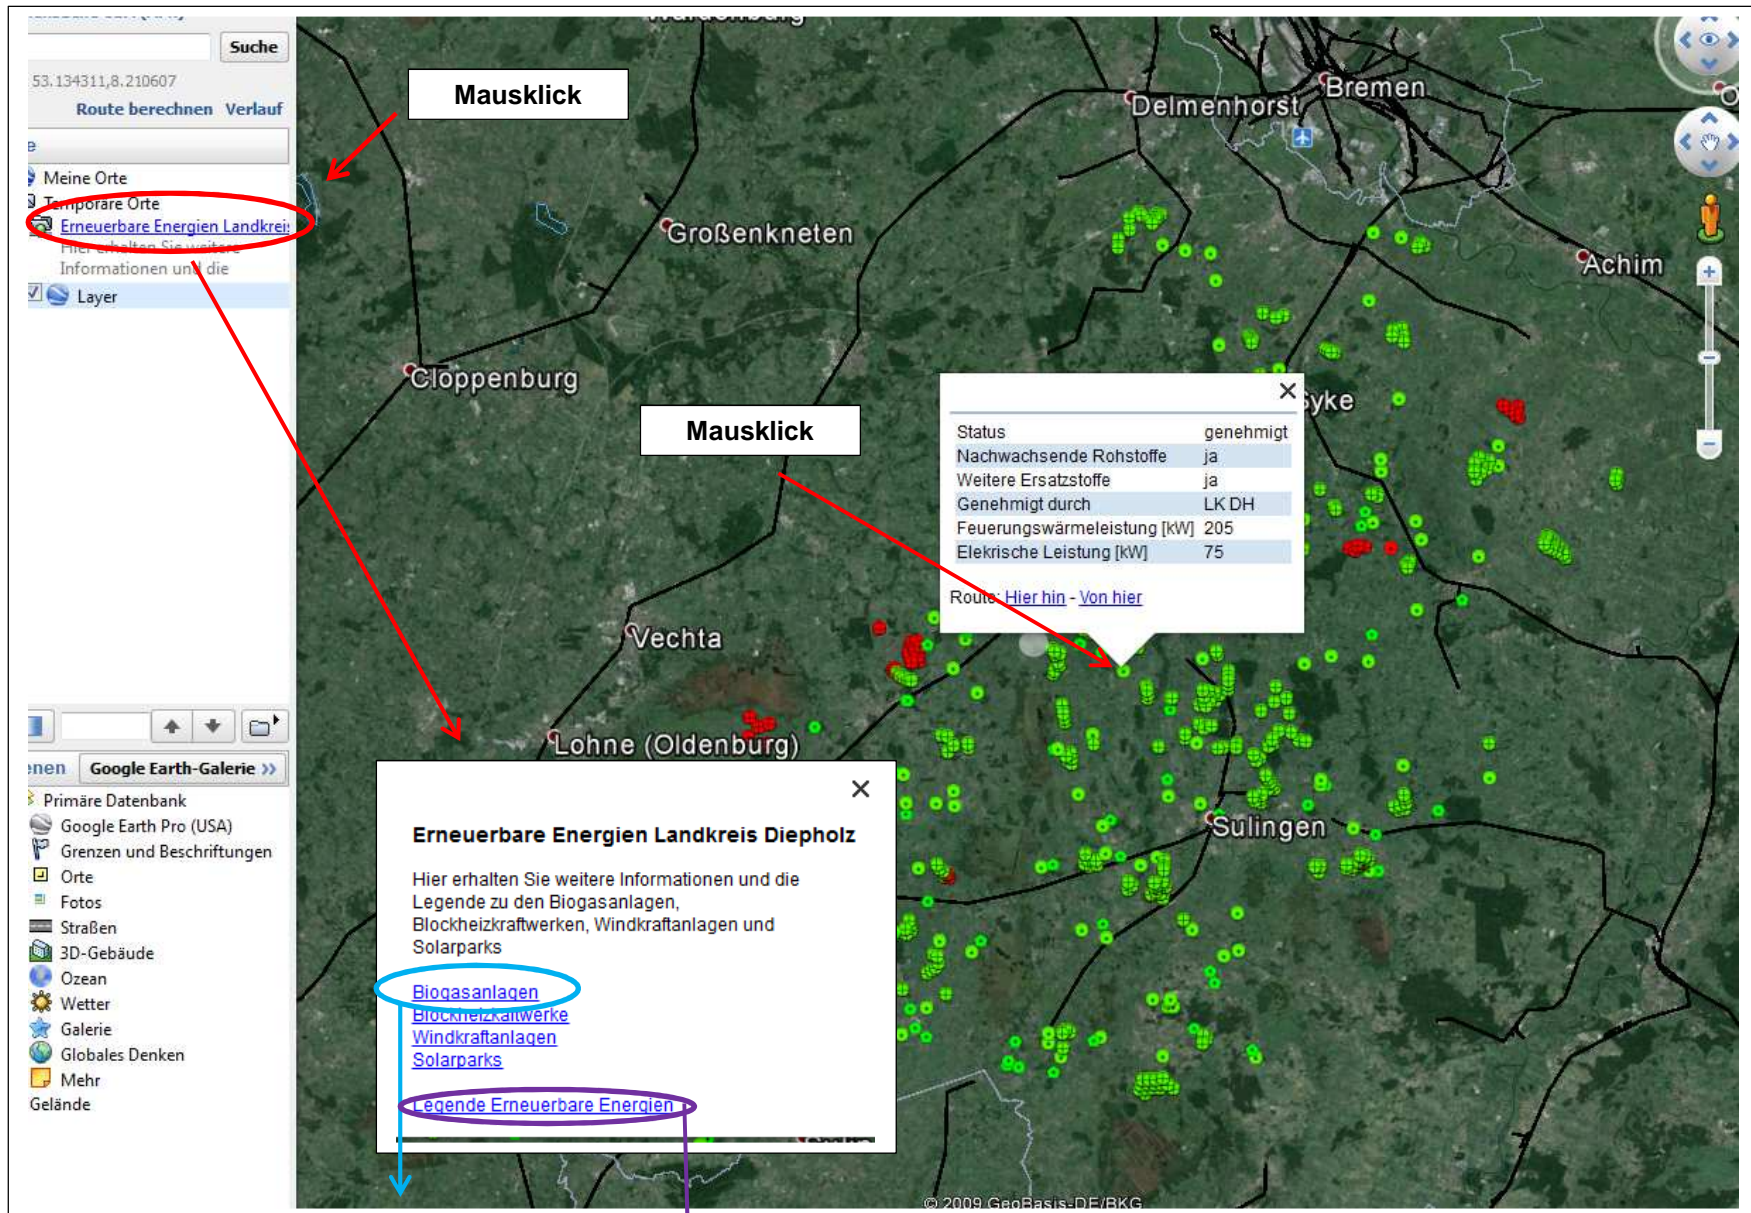 Suche
53.134311,8.210607
Route berechnen Verlauf
Meine Orte
Temporäre Orte
Erneuerbare Energien Landkreis
Hier erhalten Sie weitere
Informationen und die
Layer
Google Earth-Galerie »
Primäre Datenbank
Google Earth Pro (USA)
Grenzen und Beschriftungen
Orte
Fotos
Straßen
3D-Gebäude
Ozean
Wetter
Galerie
Globales Denken
Mehr
Gelände
Mausklick
Mausklick
Delmenhorst
Bremen
Großenkneten
Achim
Cloppenburg
Syke
Vechta
Lohne (Oldenburg)
Sulingen
Status genehmigt
Nachwachsende Rohstoffe ja
Weitere Ersatzstoffe ja
Genehmigt durch LK DH
Feuerungswärmeleistung [kW] 205
Elekrische Leistung [kW] 75
Route: Hier hin - Von hier
Erneuerbare Energien Landkreis Diepholz
Hier erhalten Sie weitere Informationen und die
Legende zu den Biogasanlagen,
Blockheizkraftwerken, Windkraftanlagen und
Solarparks
Biogasanlagen
Blockheizkaltwerke
Windkraftanlagen
Solarparks
Legende Erneuerbare Energien
© 2009 GeoBasis-DE/BKG